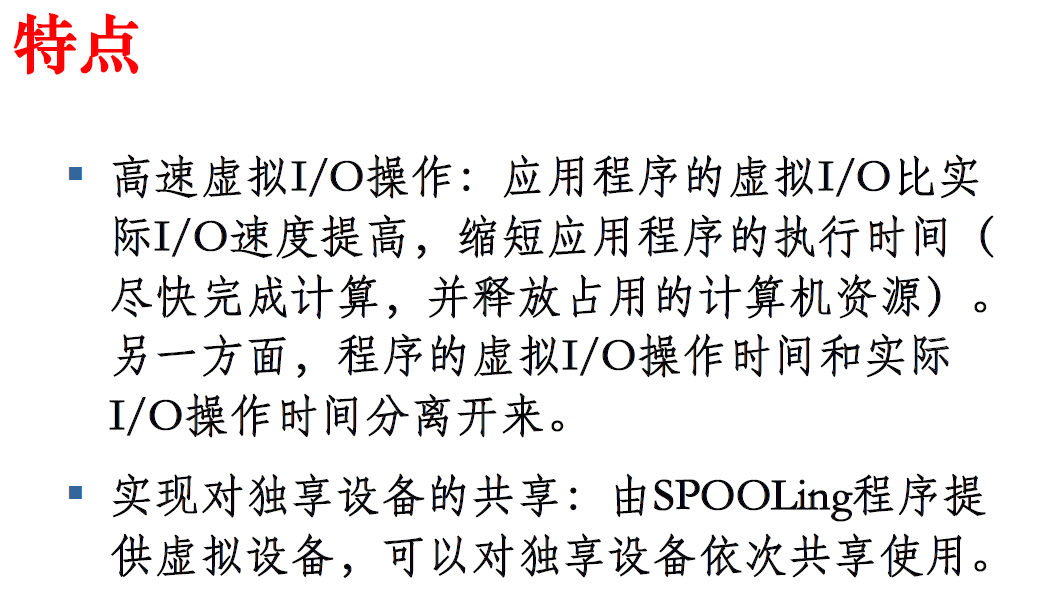 特点
▪ 高速虚拟I/O操作：应用程序的虚拟I/O比实
际I/O速度提高，缩短应用程序的执行时间（
尽快完成计算，并释放占用的计算机资源）。
另一方面，程序的虚拟I/O操作时间和实际
I/O操作时间分离开来。
▪ 实现对独享设备的共享：由SPOOLing程序提
供虚拟设备，可以对独享设备依次共享使用。